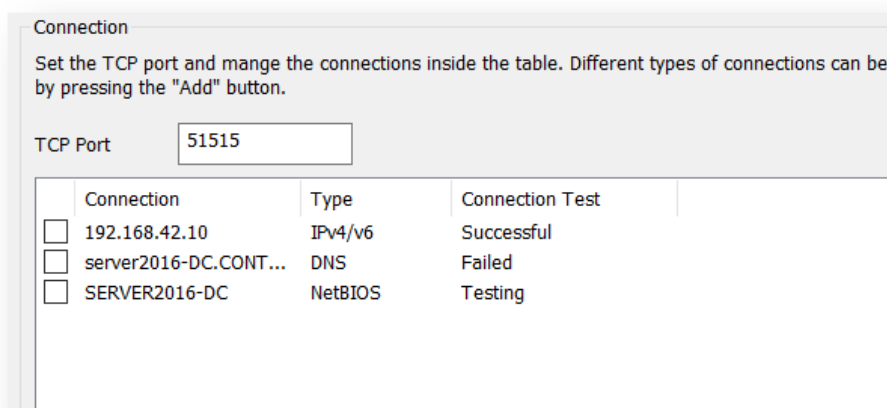 Connection
Set the TCP port and mange the connections inside the table. Different types of connections can be
by pressing the "Add" button.
TCP Port 51515
Connection Type Connection Test
192.168.42.10 IPv4/v6 Successful
server2016-DC.CONT... DNS Failed
SERVER2016-DC NetBIOS Testing